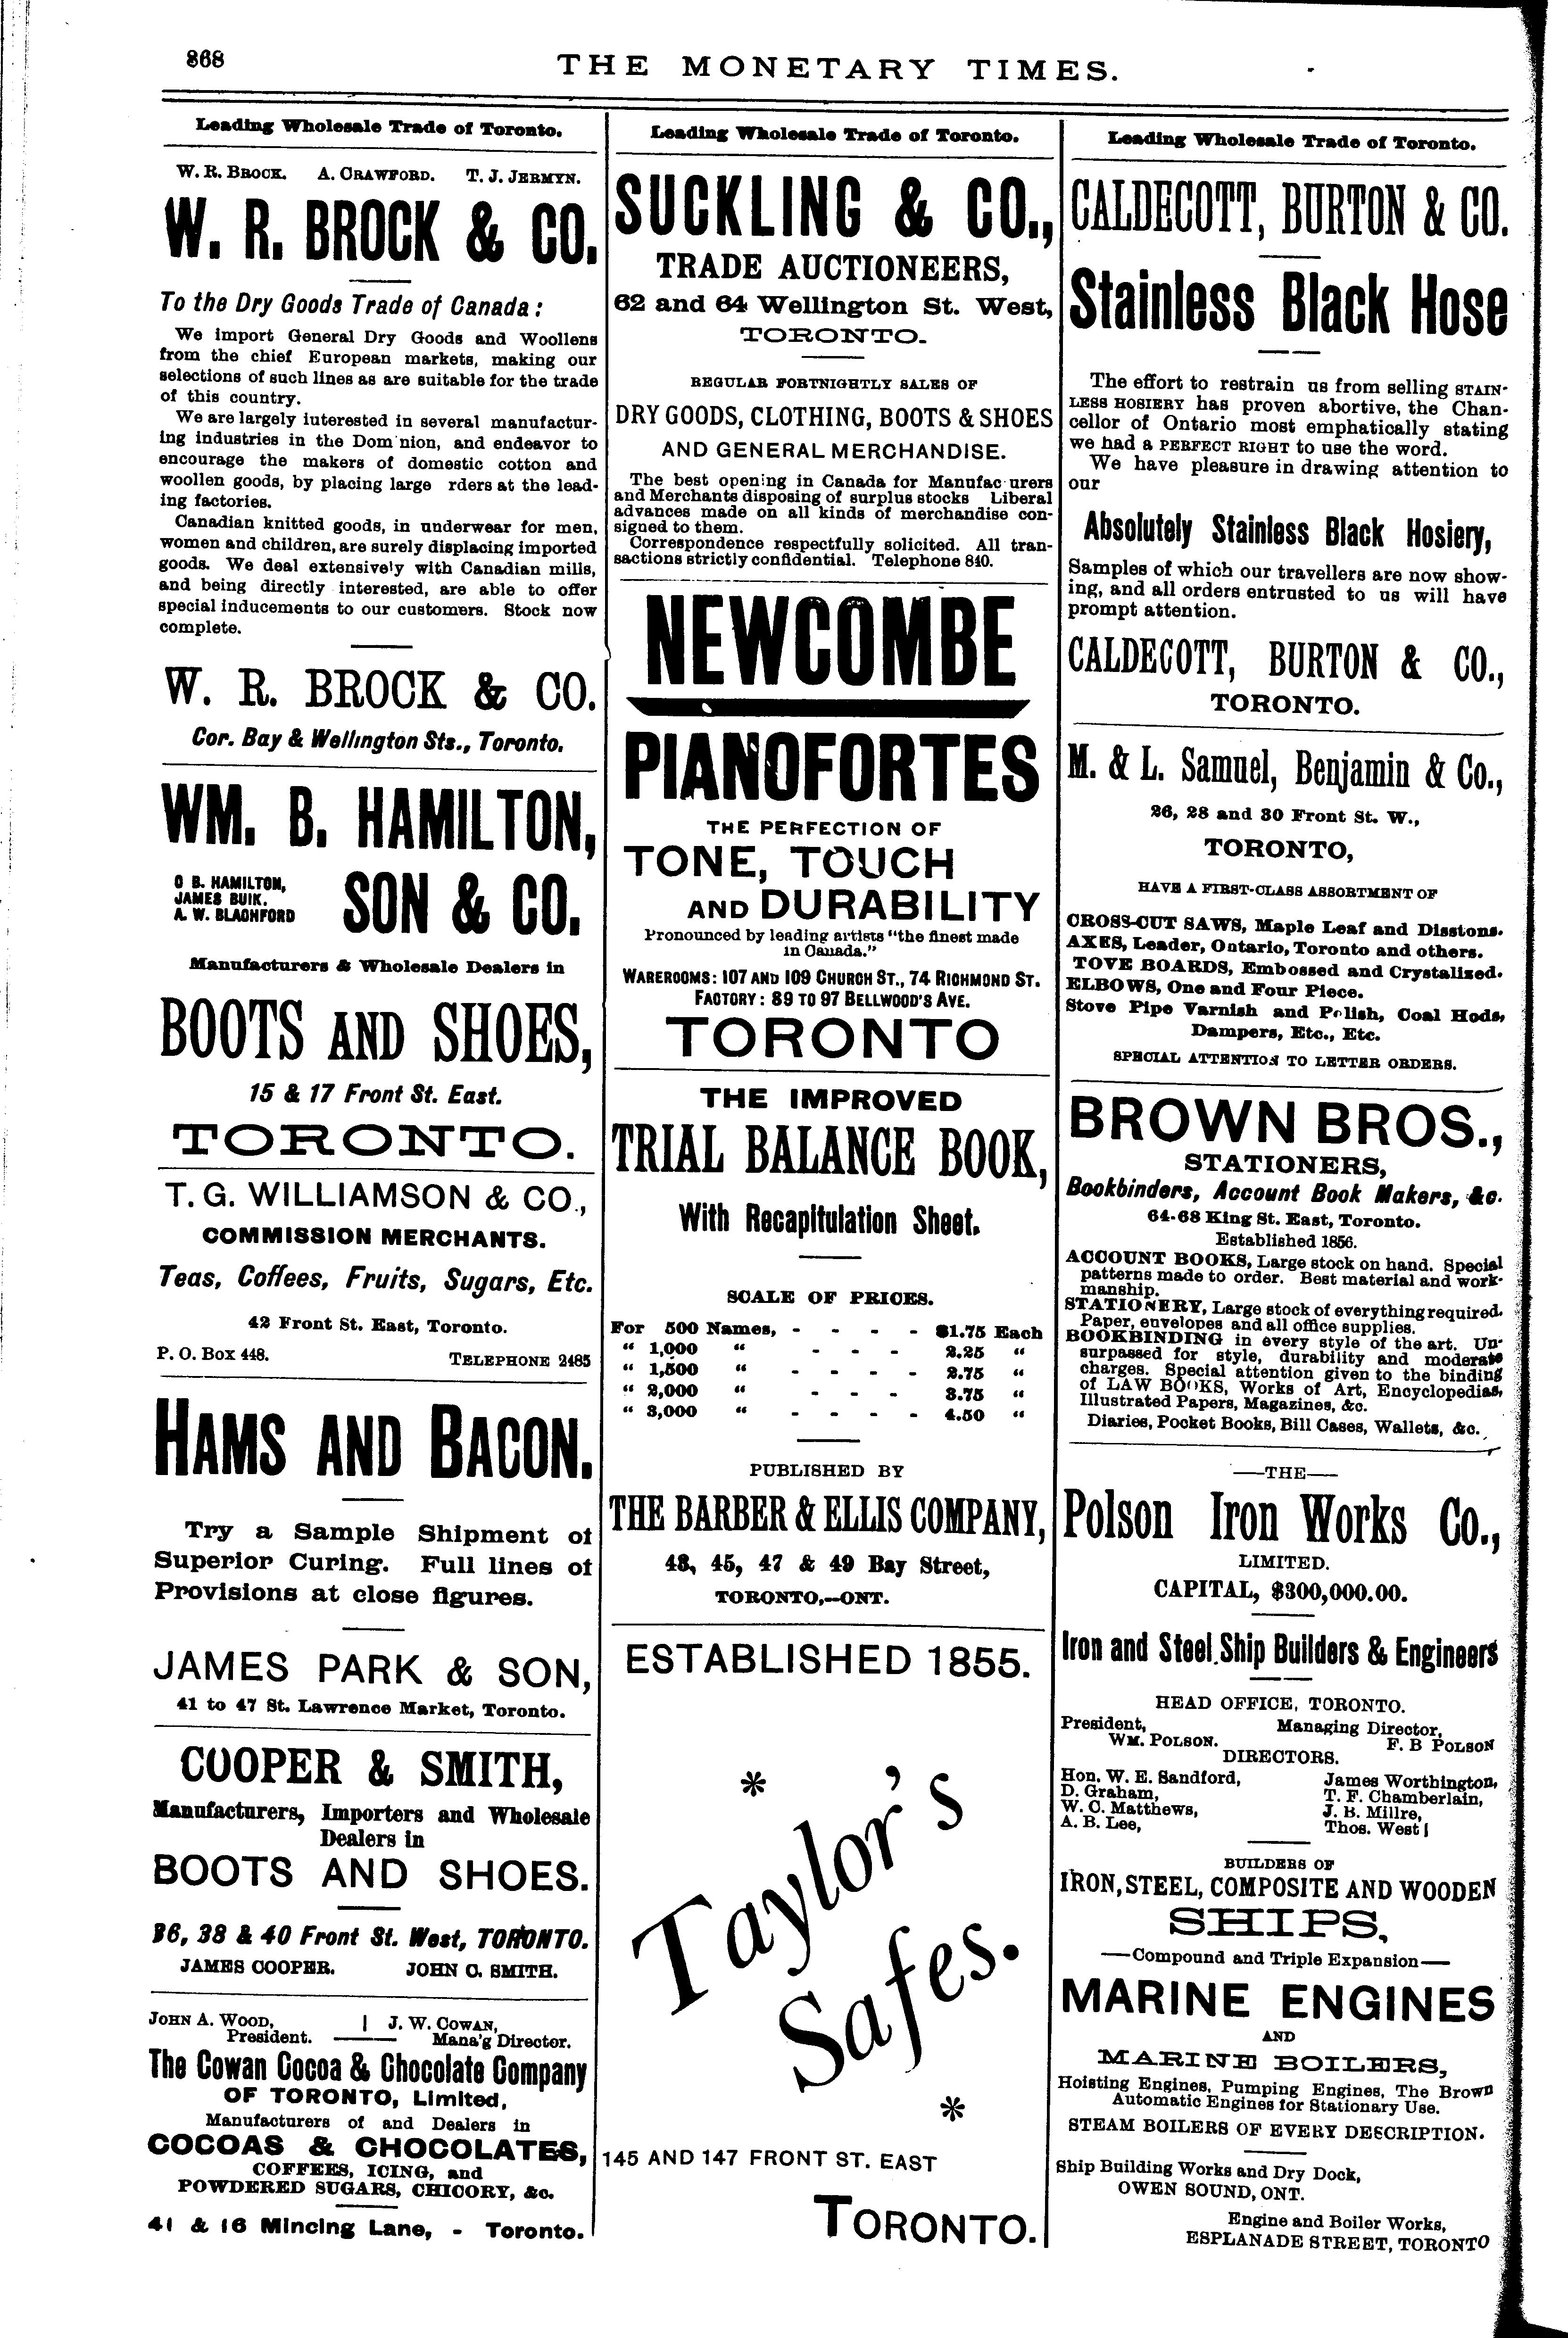 868
THE MONETARY TIMES.
Leading Wholesale Trade of Toronto.
W. R. BROCK. A. CRAWFORD. T. J. JERMYN.
W. R. BROCK & CO.
To the Dry Goods Trade of Canada:
We import General Dry Goods and Woollens
from the chief European markets, making our
selections of such lines as are suitable for the trade
of this country.
We are largely interested in several manufactur-
ing industries in the Dom nion, and endeavor to
encourage the makers of domestic cotton and
woollen goods, by placing large rders at the lead-
ing factories.
Canadian knitted goods, in underwear for men,
women and children, are surely displacing imported
goods. We deal extensively with Canadian mills,
and being directly interested, are able to offer
special inducements to our customers. Stock now
complete.
W. R. BROCK & CO.
Cor. Bay & Wellington Sts., Toronto.
WM. B. HAMILTON,
C B. HAMILTON,
JAMES BUIK.
A. W. BLACHFORD
SON & CO.
Manufacturers & Wholesale Dealers in
BOOTS AND SHOES,
15 & 17 Front St. East.
TORONTO.
T. G. WILLIAMSON & CO.,
COMMISSION MERCHANTS.
Teas, Coffees, Fruits, Sugars, Etc.
42 Front St. East, Toronto.
P. O. Box 448. TELEPHONE 2485
HAMS AND BACON.
Try a Sample Shipment of
Superior Curing. Full lines of
Provisions at close figures.
JAMES PARK & SON,
41 to 47 St. Lawrence Market, Toronto.
COOPER & SMITH,
Manufacturers, Importers and Wholesale
Dealers in
BOOTS AND SHOES.
36, 38 & 40 Front St. West, TORONTO.
JAMES COOPER. JOHN C. SMITH.
JOHN A. WOOD, | J. W. COWAN,
President. Mana'g Director.
The Cowan Cocoa & Chocolate Company
OF TORONTO, Limited,
Manufacturers of and Dealers in
COCOAS & CHOCOLATES,
COFFEES, ICING, and
POWDERED SUGARS, CHICORY, &c.
41 & 16 Mincing Lane, - Toronto.
Leading Wholesale Trade of Toronto.
SUCKLING & CO.,
TRADE AUCTIONEERS,
62 and 64 Wellington St. West,
TORONTO.
REGULAR FORTNIGHTLY SALES OF
DRY GOODS, CLOTHING, BOOTS & SHOES
AND GENERAL MERCHANDISE.
The best opening in Canada for Manufac urers
and Merchants disposing of surplus stocks Liberal
advances made on all kinds of merchandise con-
signed to them.
Correspondence respectfully solicited. All tran-
sactions strictly confidential. Telephone 840.
NEWCOMBE
PIANOFORTES
THE PERFECTION OF
TONE, TOUCH
AND DURABILITY
Pronounced by leading artists "the finest made
in Canada."
WAREROOMS: 107 AND 109 CHURCH ST., 74 RICHMOND ST.
FACTORY: 89 TO 97 BELLWOOD'S AVE.
TORONTO
THE IMPROVED
TRIAL BALANCE BOOK,
With Recapitulation Sheet.
SCALE OF PRICES.
For 500 Names, - - - - $1.75 Each
" 1,000 " - - - 2.25 "
" 1,500 " - - - - 2.75 "
" 2,000 " - - - - 3.75 "
" 3,000 " - - - - 4.50 "
PUBLISHED BY
THE BARBER & ELLIS COMPANY,
43, 45, 47 & 49 Bay Street,
TORONTO,—ONT.
ESTABLISHED 1855.
* Taylor's
Safes. *
145 AND 147 FRONT ST. EAST
TORONTO.
Leading Wholesale Trade of Toronto.
CALDECOTT, BURTON & CO.
Stainless Black Hose
The effort to restrain us from selling STAIN-
LESS HOSIERY has proven abortive, the Chan-
cellor of Ontario most emphatically stating
we had a PERFECT RIGHT to use the word.
We have pleasure in drawing attention to
our
Absolutely Stainless Black Hosiery,
Samples of which our travellers are now show-
ing, and all orders entrusted to us will have
prompt attention.
CALDECOTT, BURTON & CO.,
TORONTO.
M. & L. Samuel, Benjamin & Co.,
26, 28 and 30 Front St. W.,
TORONTO,
HAVE A FIRST-CLASS ASSORTMENT OF
CROSS-CUT SAWS, Maple Leaf and Disstons.
AXES, Leader, Ontario, Toronto and others.
TOVE BOARDS, Embossed and Crystalized.
ELBOWS, One and Four Piece.
Stove Pipe Varnish and Polish, Coal Hods,
Dampers, Etc., Etc.
SPECIAL ATTENTION TO LETTER ORDERS.
BROWN BROS.,
STATIONERS,
Bookbinders, Account Book Makers, &c.
64-68 King St. East, Toronto.
Established 1856.
ACCOUNT BOOKS, Large stock on hand. Special
patterns made to order. Best material and work-
manship.
STATIONERY, Large stock of everything required.
Paper, envelopes and all office supplies.
BOOKBINDING in every style of the art. Un-
surpassed for style, durability and moderate
charges. Special attention given to the binding
of LAW BOOKS, Works of Art, Encyclopedias,
Illustrated Papers, Magazines, &c.
Diaries, Pocket Books, Bill Cases, Wallets, &c.
—THE—
Polson Iron Works Co.,
LIMITED.
CAPITAL, $300,000.00.
Iron and Steel Ship Builders & Engineers
HEAD OFFICE, TORONTO.
President, Managing Director,
WM. POLSON. F. B POLSON
DIRECTORS.
Hon. W. E. Sandford, James Worthington,
D. Graham, T. F. Chamberlain,
W. C. Matthews, J. B. Millre,
A. B. Lee, Thos. West |
BUILDERS OF
IRON, STEEL, COMPOSITE AND WOODEN
SHIPS,
—Compound and Triple Expansion—
MARINE ENGINES
AND
MARINE BOILERS,
Hoisting Engines, Pumping Engines, The Brown
Automatic Engines for Stationary Use.
STEAM BOILERS OF EVERY DESCRIPTION.
Ship Building Works and Dry Dock,
OWEN SOUND, ONT.
Engine and Boiler Works,
ESPLANADE STREET, TORONTO